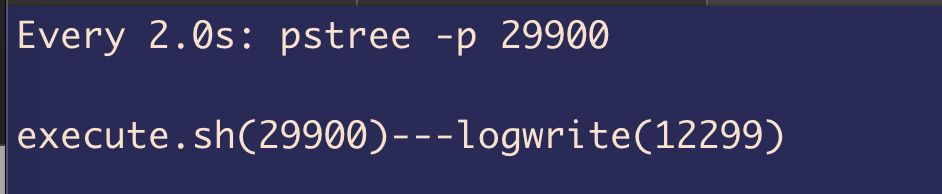 Every 2.0s: pstree -p 29900
execute.sh(29900)---logwrite(12299)